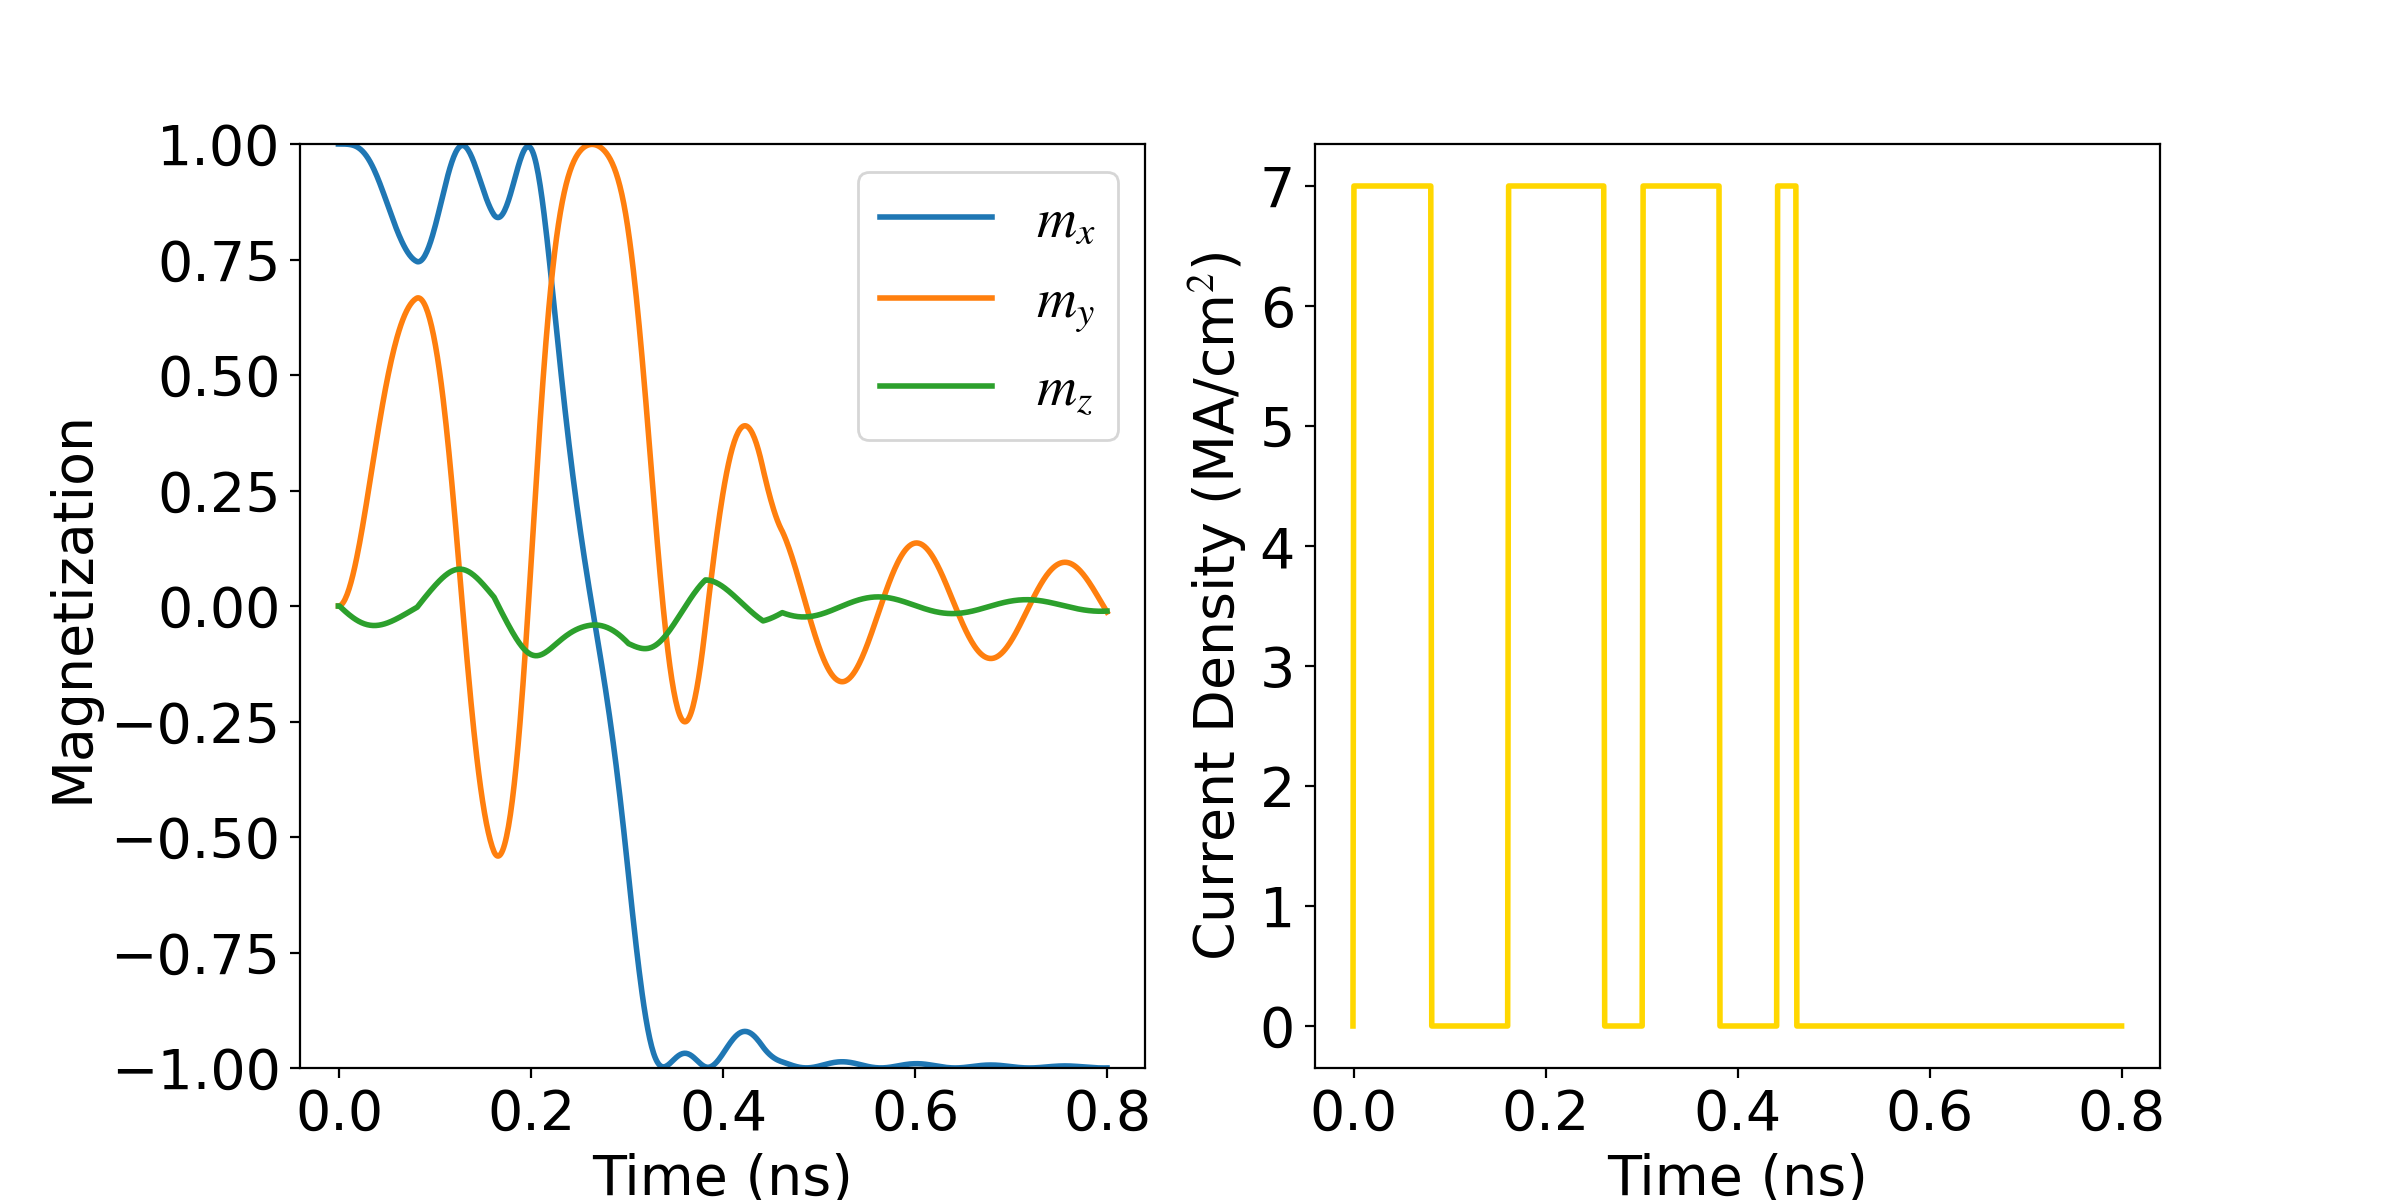 1.00
0.75
0.50
0.25
0.00
−0.25
−0.50
−0.75
−1.00
Magnetization
0.0 0.2 0.4 0.6 0.8
Time (ns)
m_x
m_y
m_z
7
6
5
4
3
2
1
0
Current Density (MA/cm²)
0.0 0.2 0.4 0.6 0.8
Time (ns)